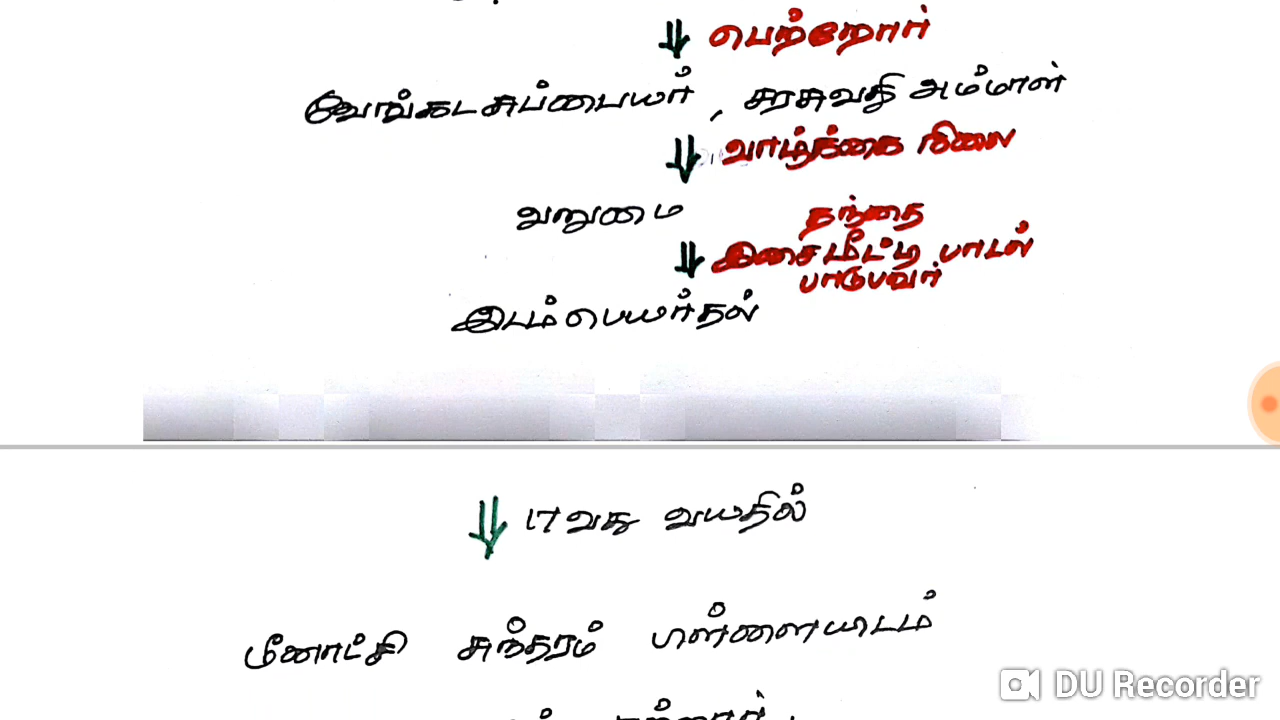 பெற்றோர்
வேங்கடசுப்பையர், சரசுவதி அம்மாள்
வாழ்க்கை நிலை
வறுமை
தந்தை
இசைமீட்டி பாடல்
பாடுபவர்
இடம்பெயர்தல்
17வது வயதில்
மீனாட்சி சுந்தரம் பிள்ளையிடம்
DU Recorder